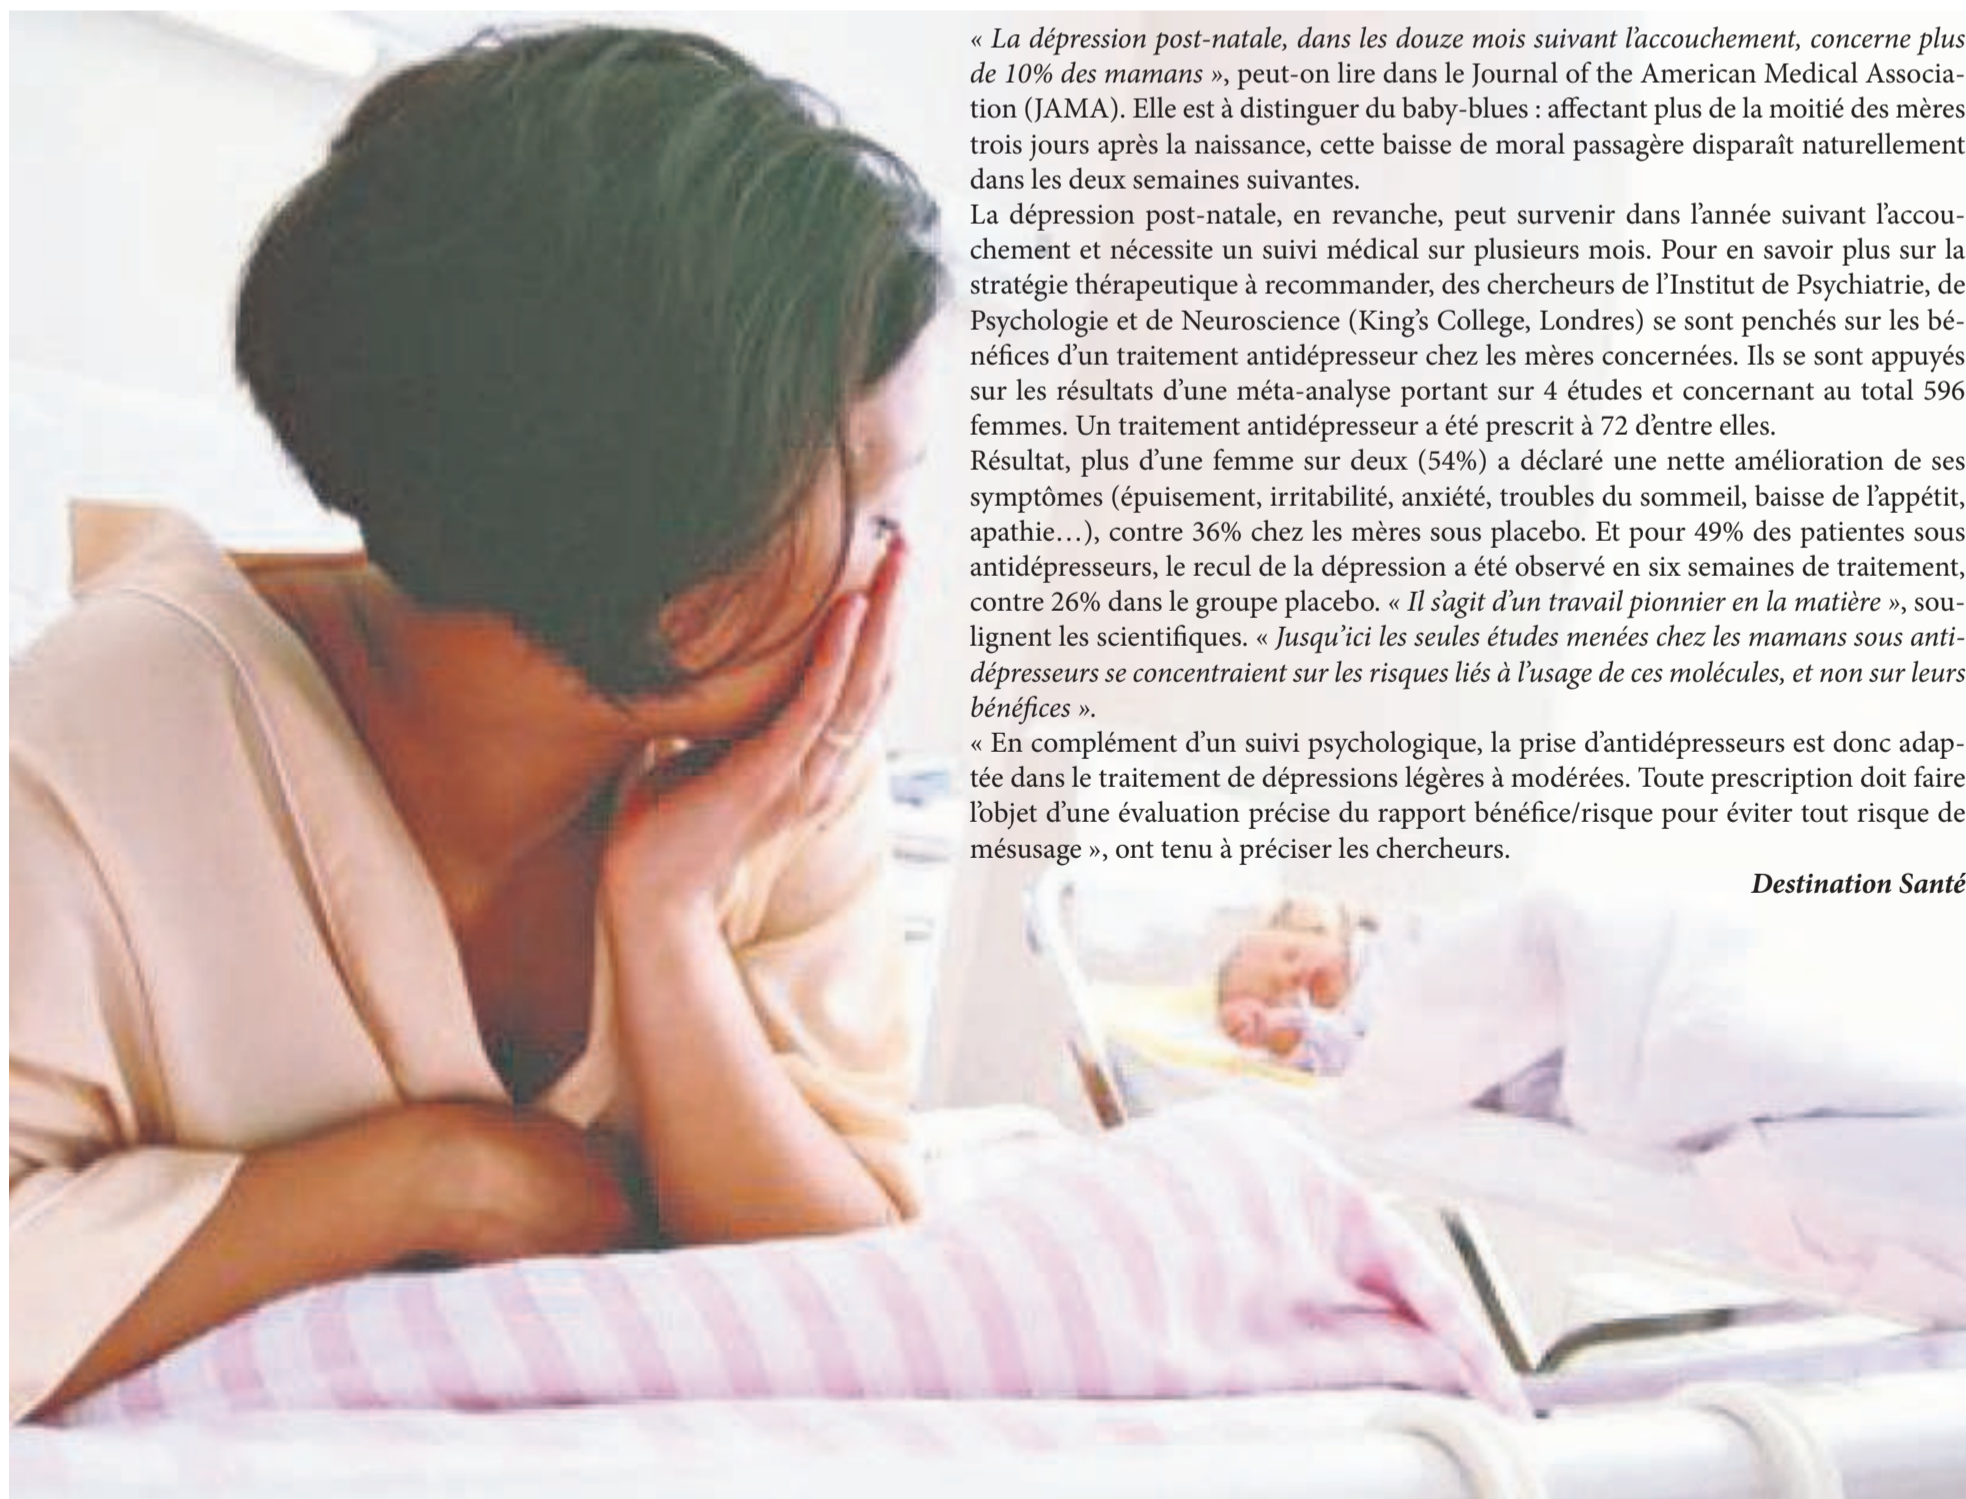 « La dépression post-natale, dans les douze mois suivant l’accouchement, concerne plus
de 10% des mamans », peut-on lire dans le Journal of the American Medical Associa-
tion (JAMA). Elle est à distinguer du baby-blues : affectant plus de la moitié des mères
trois jours après la naissance, cette baisse de moral passagère disparaît naturellement
dans les deux semaines suivantes.
La dépression post-natale, en revanche, peut survenir dans l’année suivant l’accou-
chement et nécessite un suivi médical sur plusieurs mois. Pour en savoir plus sur la
stratégie thérapeutique à recommander, des chercheurs de l’Institut de Psychiatrie, de
Psychologie et de Neuroscience (King’s College, Londres) se sont penchés sur les bé-
néfices d’un traitement antidépresseur chez les mères concernées. Ils se sont appuyés
sur les résultats d’une méta-analyse portant sur 4 études et concernant au total 596
femmes. Un traitement antidépresseur a été prescrit à 72 d’entre elles.
Résultat, plus d’une femme sur deux (54%) a déclaré une nette amélioration de ses
symptômes (épuisement, irritabilité, anxiété, troubles du sommeil, baisse de l’appétit,
apathie…), contre 36% chez les mères sous placebo. Et pour 49% des patientes sous
antidépresseurs, le recul de la dépression a été observé en six semaines de traitement,
contre 26% dans le groupe placebo. « Il s’agit d’un travail pionnier en la matière », sou-
lignent les scientifiques. « Jusqu’ici les seules études menées chez les mamans sous anti-
dépresseurs se concentraient sur les risques liés à l’usage de ces molécules, et non sur leurs
bénéfices ».
« En complément d’un suivi psychologique, la prise d’antidépresseurs est donc adap-
tée dans le traitement de dépressions légères à modérées. Toute prescription doit faire
l’objet d’une évaluation précise du rapport bénéfice/risque pour éviter tout risque de
mésusage », ont tenu à préciser les chercheurs.
Destination Santé